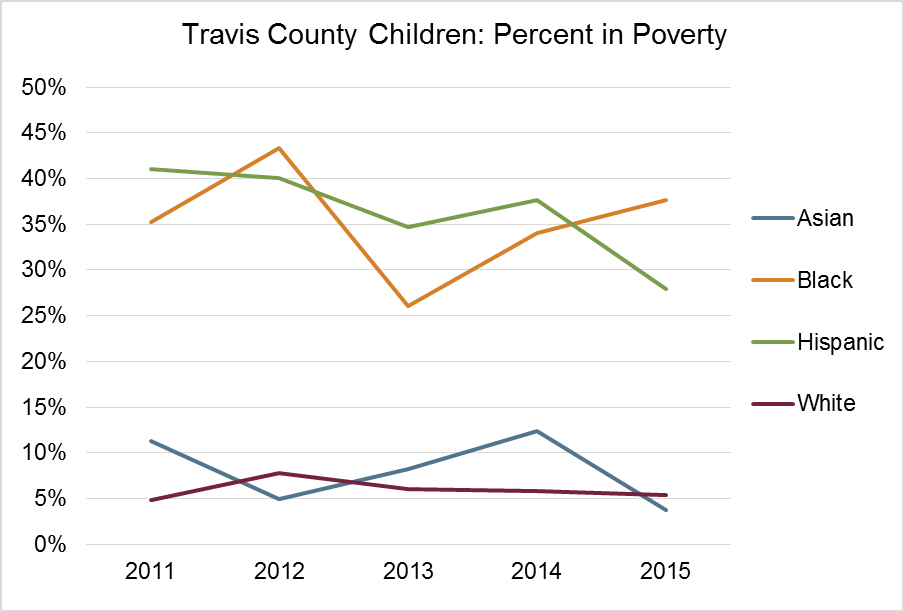 Travis County Children: Percent in Poverty
50%
45%
40%
35%
30%
25%
20%
15%
10%
5%
0%
2011 2012 2013 2014 2015
Asian
Black
Hispanic
White